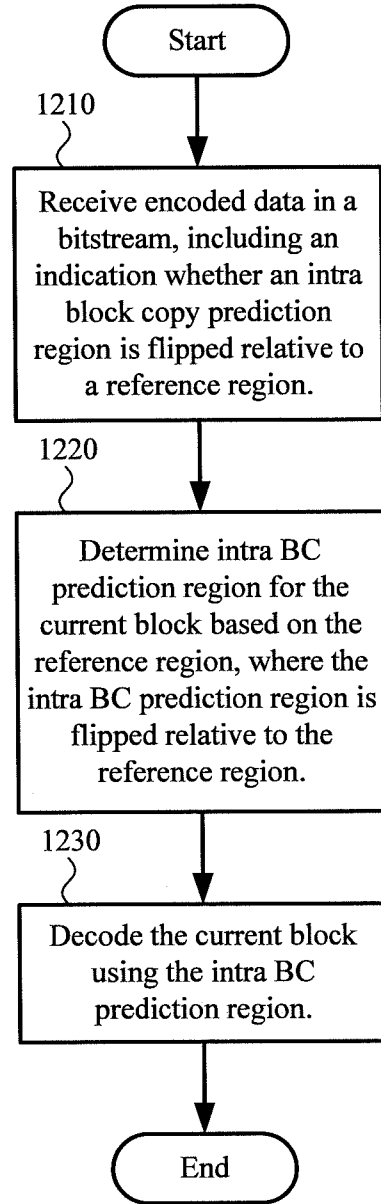 Start
1210
Receive encoded data in a
bitstream, including an
indication whether an intra
block copy prediction
region is flipped relative to
a reference region.
1220
Determine intra BC
prediction region for the
current block based on the
reference region, where the
intra BC prediction region is
flipped relative to the
reference region.
1230
Decode the current block
using the intra BC
prediction region.
End